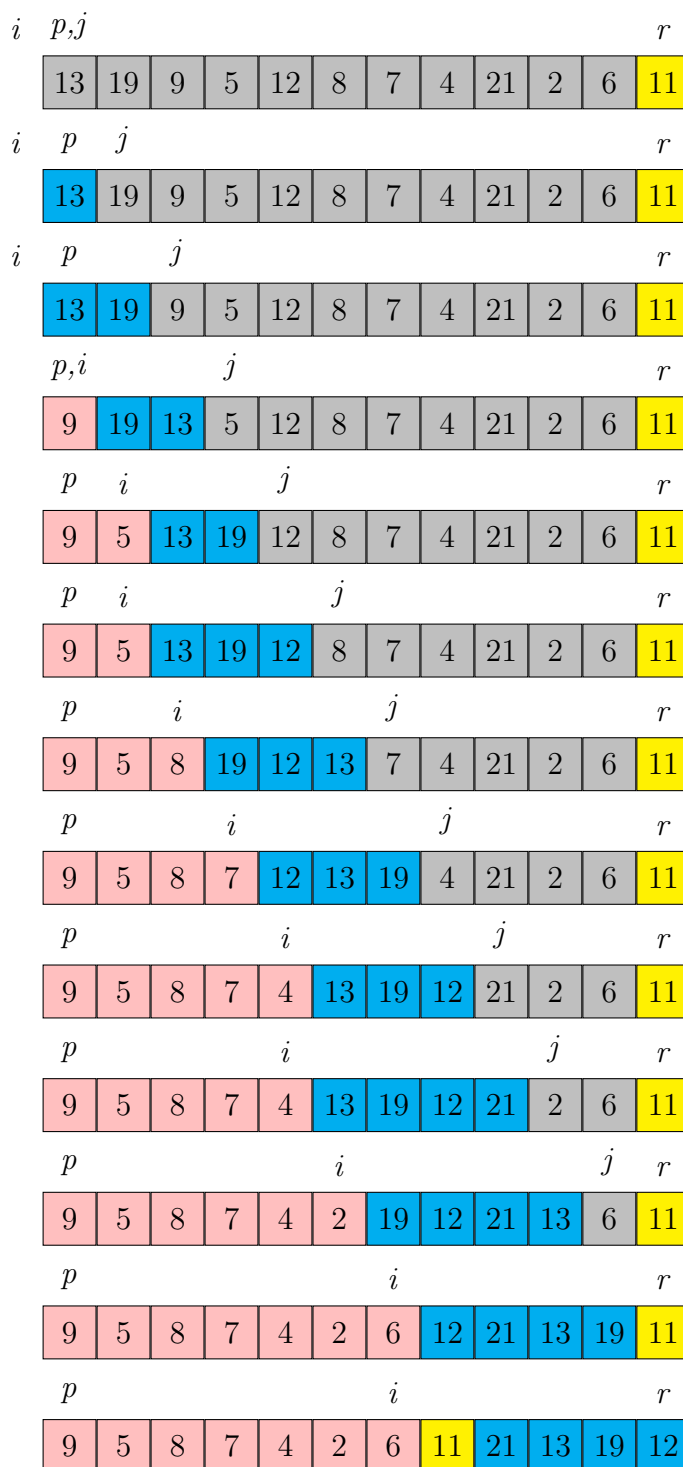 i p,j r
13 19 9 5 12 8 7 4 21 2 6 11
i p j r
13 19 9 5 12 8 7 4 21 2 6 11
i p j r
13 19 9 5 12 8 7 4 21 2 6 11
p,i j r
9 19 13 5 12 8 7 4 21 2 6 11
p i j r
9 5 13 19 12 8 7 4 21 2 6 11
p i j r
9 5 13 19 12 8 7 4 21 2 6 11
p i j r
9 5 8 19 12 13 7 4 21 2 6 11
p i j r
9 5 8 7 12 13 19 4 21 2 6 11
p i j r
9 5 8 7 4 13 19 12 21 2 6 11
p i j r
9 5 8 7 4 13 19 12 21 2 6 11
p i j r
9 5 8 7 4 2 19 12 21 13 6 11
p i r
9 5 8 7 4 2 6 12 21 13 19 11
p i r
9 5 8 7 4 2 6 11 21 13 19 12